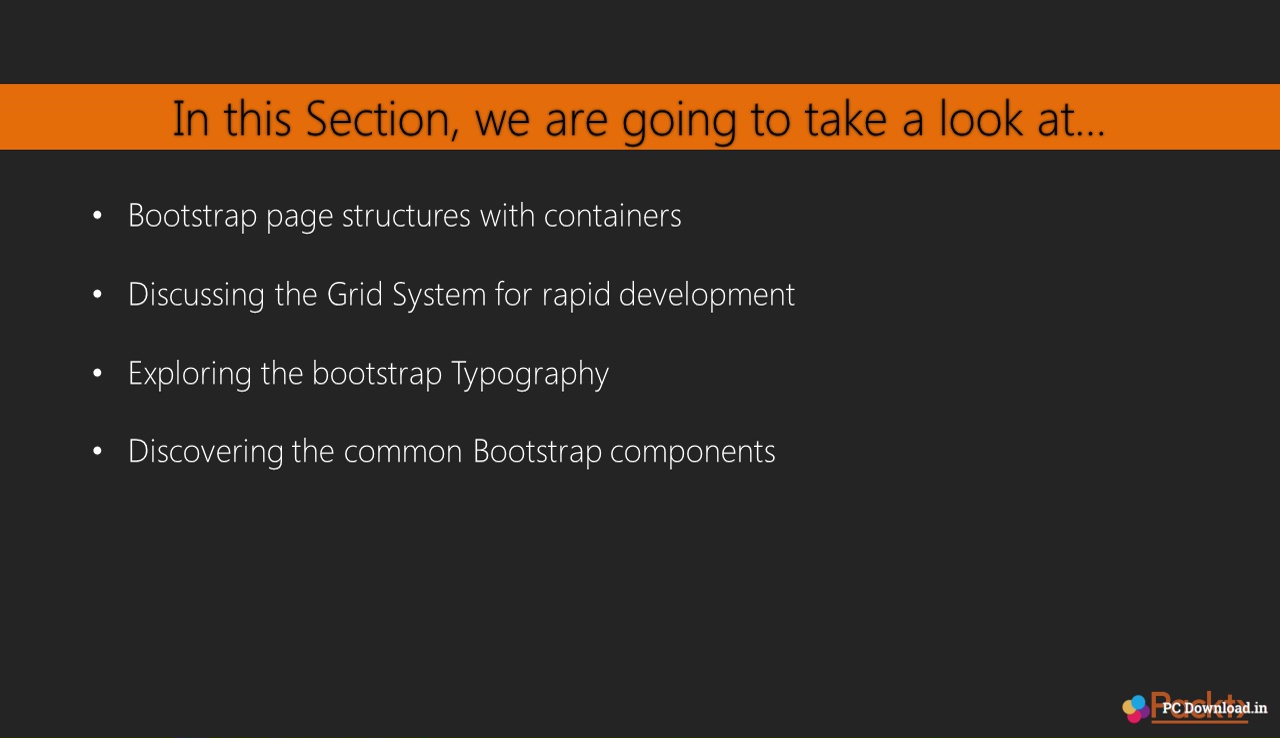 In this Section, we are going to take a look at...
• Bootstrap page structures with containers
• Discussing the Grid System for rapid development
• Exploring the bootstrap Typography
• Discovering the common Bootstrap components
Packt>
PC Download.in